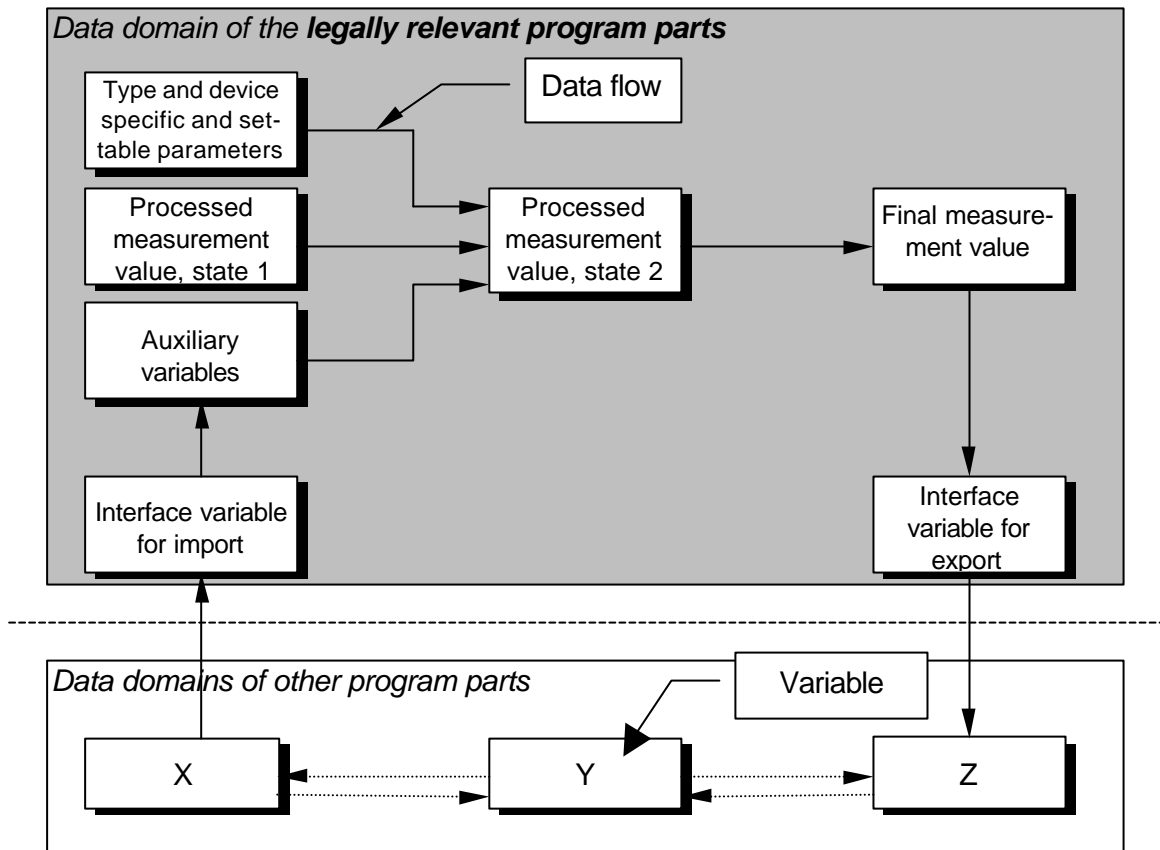 Data domain of the legally relevant program parts
Type and device
specific and set-
table parameters
Data flow
Processed
measurement
value, state 1
Processed
measurement
value, state 2
Final measure-
ment value
Auxiliary
variables
Interface variable
for import
Interface
variable for
export
Data domains of other program parts
Variable
X
Y
Z